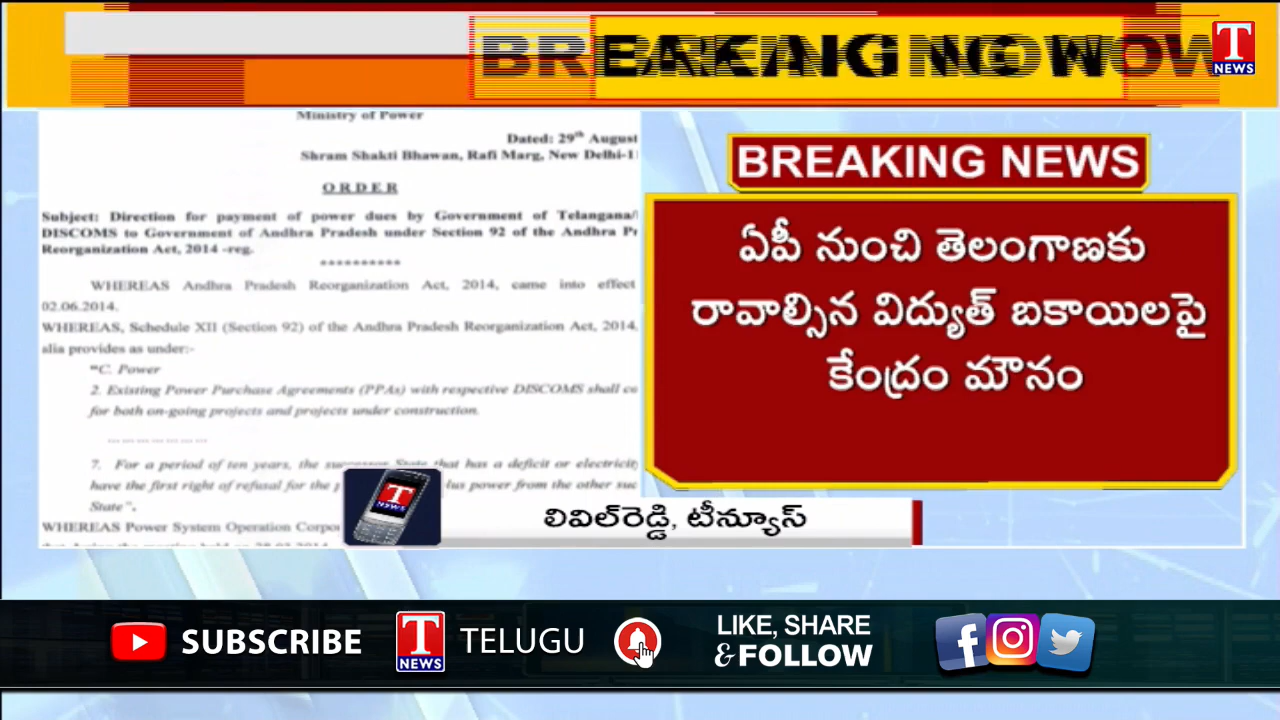 BREAKING NOW
T
NEWS
Ministry of Power
Dated: 29th August
Shram Shakti Bhawan, Rafi Marg, New Delhi-1
ORDER
Subject: Direction for payment of power dues by Government of Telangana/
DISCOMS to Government of Andhra Pradesh under Section 92 of the Andhra Pr
Reorganization Act, 2014 -reg.
**********
WHEREAS Andhra Pradesh Reorganization Act, 2014, came into effect
02.06.2014.
WHEREAS, Schedule XII (Section 92) of the Andhra Pradesh Reorganization Act, 2014,
alia provides as under:-
"C. Power
2. Existing Power Purchase Agreements (PPAs) with respective DISCOMS shall co
for both on-going projects and projects under construction.
7. For a period of ten years, the successor State that has a deficit or electricity
have the first right of refusal for the p lus power from the other suc
State".
WHEREAS Power System Operation Corpo
BREAKING NEWS
ఏపీ నుంచి తెలంగాణకు
రావాల్సిన విద్యుత్ బకాయిలపై
కేంద్రం మౌనం
T
NEWS
లివిల్‌రెడ్డి, టీన్యూస్
SUBSCRIBE
T
NEWS
TELUGU
LIKE, SHARE
& FOLLOW